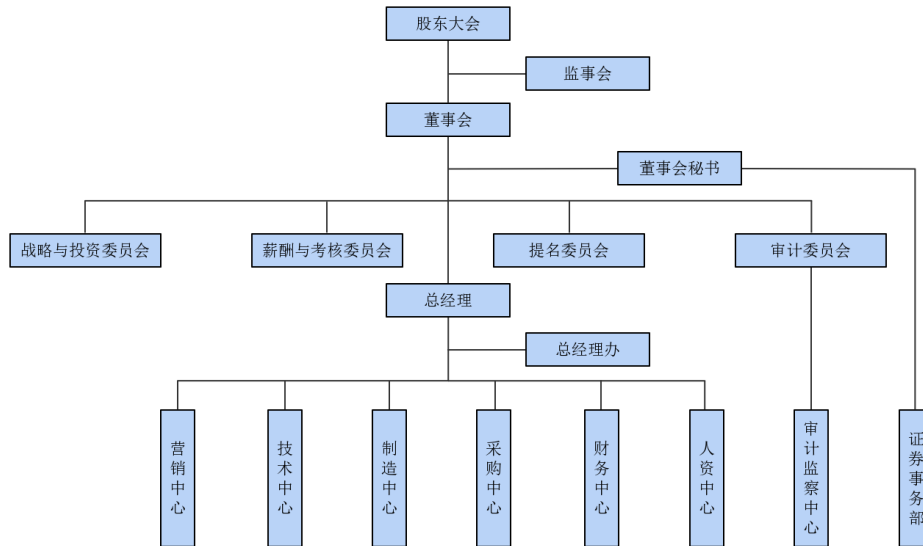 股东大会
监事会
董事会
董事会秘书
战略与投资委员会
薪酬与考核委员会
提名委员会
审计委员会
总经理
总经理办
营销中心
技术中心
制造中心
采购中心
财务中心
人资中心
审计监察中心
证券事务部